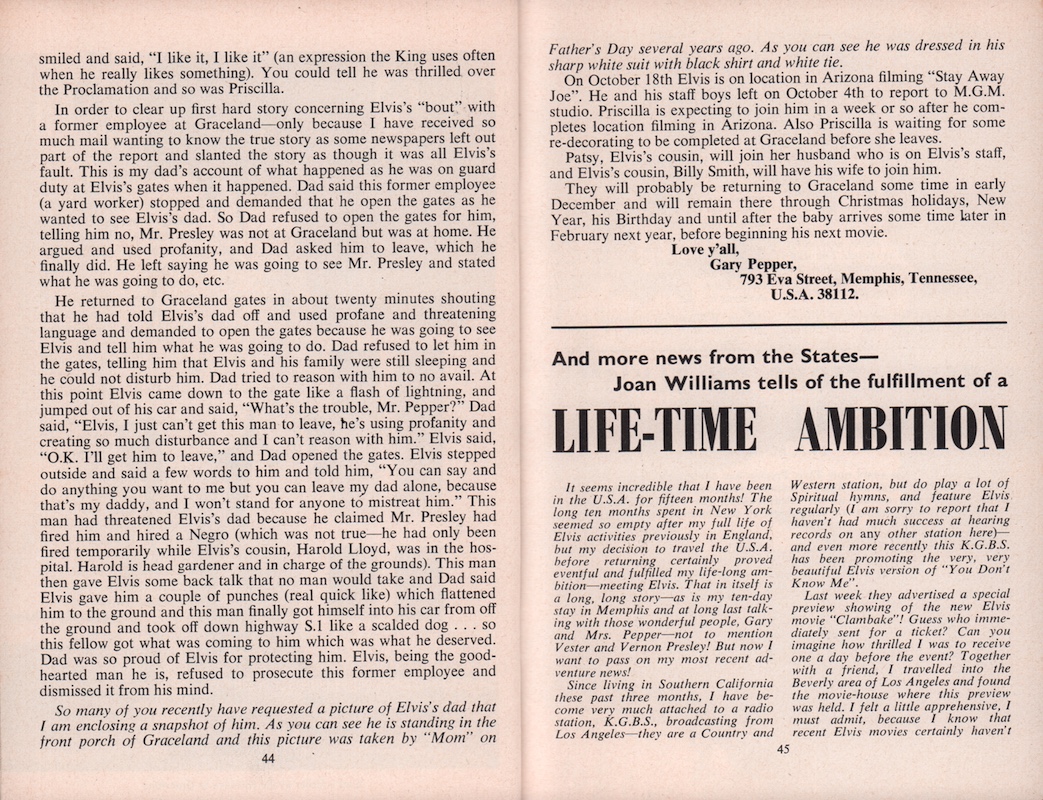 smiled and said, “I like it, I like it” (an expression the King uses often
when he really likes something). You could tell he was thrilled over
the Proclamation and so was Priscilla.
In order to clear up first hard story concerning Elvis’s “bout” with
a former employee at Graceland—only because I have received so
much mail wanting to know the true story as some newspapers left out
part of the report and slanted the story as though it was all Elvis’s
fault. This is my dad’s account of what happened as he was on guard
duty at Elvis’s gates when it happened. Dad said this former employee
(a yard worker) stopped and demanded that he open the gates as he
wanted to see Elvis’s dad. So Dad refused to open the gates for him,
telling him no, Mr. Presley was not at Graceland but was at home. He
argued and used profanity, and Dad asked him to leave, which he
finally did. He left saying he was going to see Mr. Presley and stated
what he was going to do, etc.
He returned to Graceland gates in about twenty minutes shouting
that he had told Elvis’s dad off and used profane and threatening
language and demanded to open the gates because he was going to see
Elvis and tell him what he was going to do. Dad refused to let him in
the gates, telling him that Elvis and his family were still sleeping and
he could not disturb him. Dad tried to reason with him to no avail. At
this point Elvis came down to the gate like a flash of lightning, and
jumped out of his car and said, “What’s the trouble, Mr. Pepper?” Dad
said, “Elvis, I just can’t get this man to leave, he’s using profanity and
creating so much disturbance and I can’t reason with him.” Elvis said,
“O.K. I’ll get him to leave,” and Dad opened the gates. Elvis stepped
outside and said a few words to him and told him, “You can say and
do anything you want to me but you can leave my dad alone, because
that’s my daddy, and I won’t stand for anyone to mistreat him.” This
man had threatened Elvis’s dad because he claimed Mr. Presley had
fired him and hired a Negro (which was not true—he had only been
fired temporarily while Elvis’s cousin, Harold Lloyd, was in the hos-
pital. Harold is head gardener and in charge of the grounds). This man
then gave Elvis some back talk that no man would take and Dad said
Elvis gave him a couple of punches (real quick like) which flattened
him to the ground and this man finally got himself into his car from off
the ground and took off down highway S.1 like a scalded dog . . . so
this fellow got what was coming to him which was what he deserved.
Dad was so proud of Elvis for protecting him. Elvis, being the good-
hearted man he is, refused to prosecute this former employee and
dismissed it from his mind.
So many of you recently have requested a picture of Elvis’s dad that
I am enclosing a snapshot of him. As you can see he is standing in the
front porch of Graceland and this picture was taken by “Mom” on
44
Father’s Day several years ago. As you can see he was dressed in his
sharp white suit with black shirt and white tie.
On October 18th Elvis is on location in Arizona filming “Stay Away
Joe”. He and his staff boys left on October 4th to report to M.G.M.
studio. Priscilla is expecting to join him in a week or so after he com-
pletes location filming in Arizona. Also Priscilla is waiting for some
re-decorating to be completed at Graceland before she leaves.
Patsy, Elvis’s cousin, will join her husband who is on Elvis’s staff,
and Elvis’s cousin, Billy Smith, will have his wife to join him.
They will probably be returning to Graceland some time in early
December and will remain there through Christmas holidays, New
Year, his Birthday and until after the baby arrives some time later in
February next year, before beginning his next movie.
Love y’all,
Gary Pepper,
793 Eva Street, Memphis, Tennessee,
U.S.A. 38112.
And more news from the States—
Joan Williams tells of the fulfillment of a
LIFE-TIME AMBITION
It seems incredible that I have been
in the U.S.A. for fifteen months! The
long ten months spent in New York
seemed so empty after my full life of
Elvis activities previously in England,
but my decision to travel the U.S.A.
before returning certainly proved
eventful and fulfilled my life-long am-
bition—meeting Elvis. That in itself is
a long, long story—as is my ten-day
stay in Memphis and at long last talk-
ing with those wonderful people, Gary
and Mrs. Pepper—not to mention
Vester and Vernon Presley! But now I
want to pass on my most recent ad-
venture news!
Since living in Southern California
these past three months, I have be-
come very much attached to a radio
station, K.G.B.S., broadcasting from
Los Angeles—they are a Country and
Western station, but do play a lot of
Spiritual hymns, and feature Elvis
regularly (I am sorry to report that I
haven’t had much success at hearing
records on any other station here)—
and even more recently this K.G.B.S.
has been promoting the very, very
beautiful Elvis version of “You Don’t
Know Me”.
Last week they advertised a special
preview showing of the new Elvis
movie “Clambake”! Guess who imme-
diately sent for a ticket? Can you
imagine how thrilled I was to receive
one a day before the event? Together
with a friend, I travelled into the
Beverly area of Los Angeles and found
the movie-house where this preview
was held. I felt a little apprehensive, I
must admit, because I know that
recent Elvis movies certainly haven’t
45